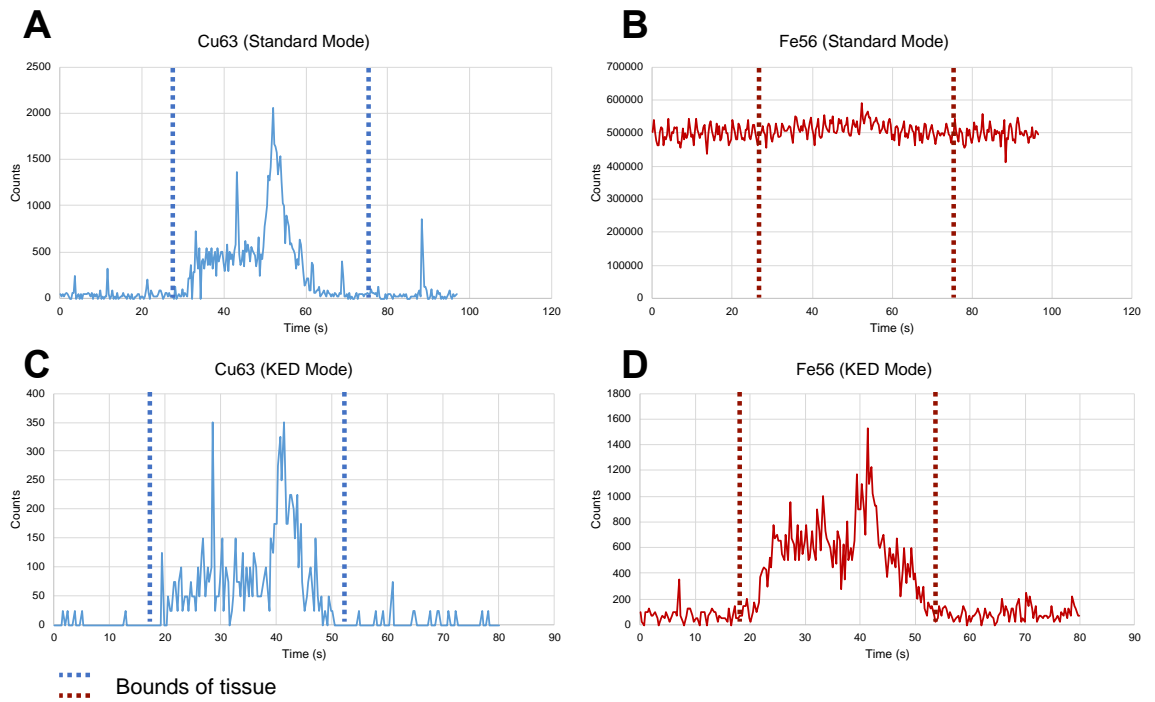 A
Cu63 (Standard Mode)
2500
2000
1500
1000
500
0
Counts
0 20 40 60 80 100 120
Time (s)
B
Fe56 (Standard Mode)
700000
600000
500000
400000
300000
200000
100000
0
Counts
0 20 40 60 80 100 120
Time (s)
C
Cu63 (KED Mode)
400
350
300
250
200
150
100
50
0
Counts
0 10 20 30 40 50 60 70 80 90
Time (s)
D
Fe56 (KED Mode)
1800
1600
1400
1200
1000
800
600
400
200
0
Counts
0 10 20 30 40 50 60 70 80 90
Time (s)
Bounds of tissue